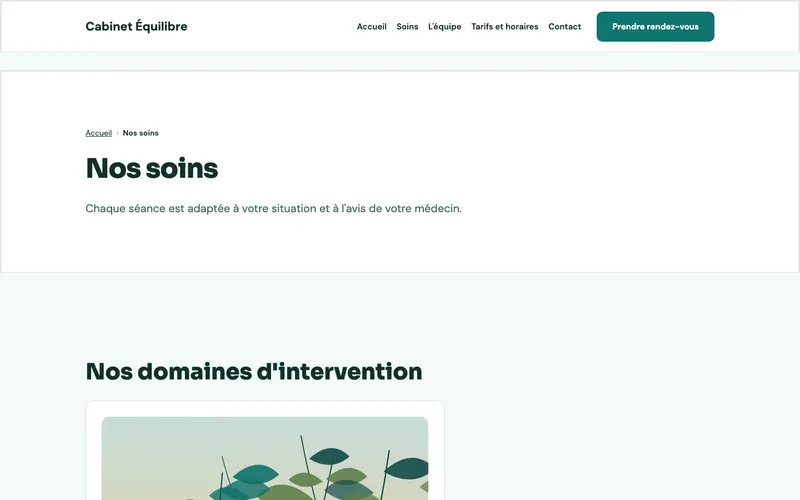 Cabinet Équilibre
Accueil Soins L'équipe Tarifs et horaires Contact Prendre rendez-vous
Accueil · Nos soins
Nos soins
Chaque séance est adaptée à votre situation et à l'avis de votre médecin.
Nos domaines d'intervention